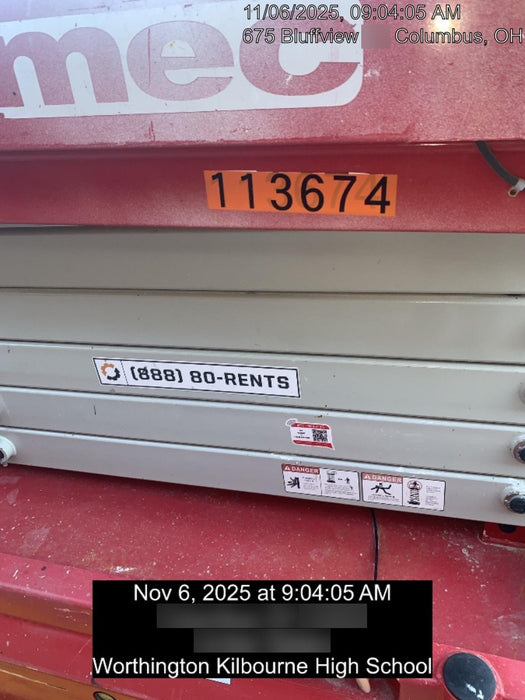 11/06/2025, 09:04:05 AM
675 Bluffview Columbus, OH
mec
113674
(888) 80-RENTS
DANGER
DANGER
Nov 6, 2025 at 9:04:05 AM
Worthington Kilbourne High School